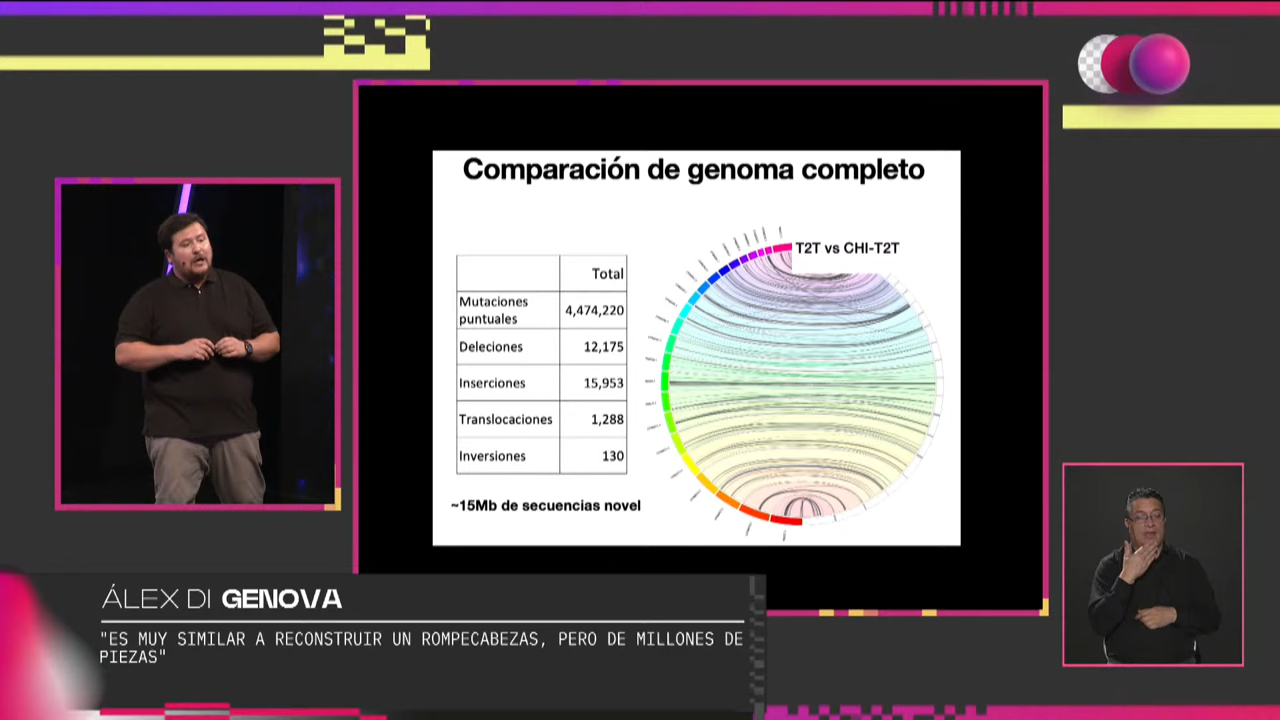 Comparación de genoma completo
T2T vs CHI-T2T
Total
Mutaciones
puntuales
4,474,220
Deleciones
12,175
Inserciones
15,953
Translocaciones
1,288
Inversiones
130
~15Mb de secuencias novel
ÁLEX DI GENOVA
"ES MUY SIMILAR A RECONSTRUIR UN ROMPECABEZAS, PERO DE MILLONES DE
PIEZAS"